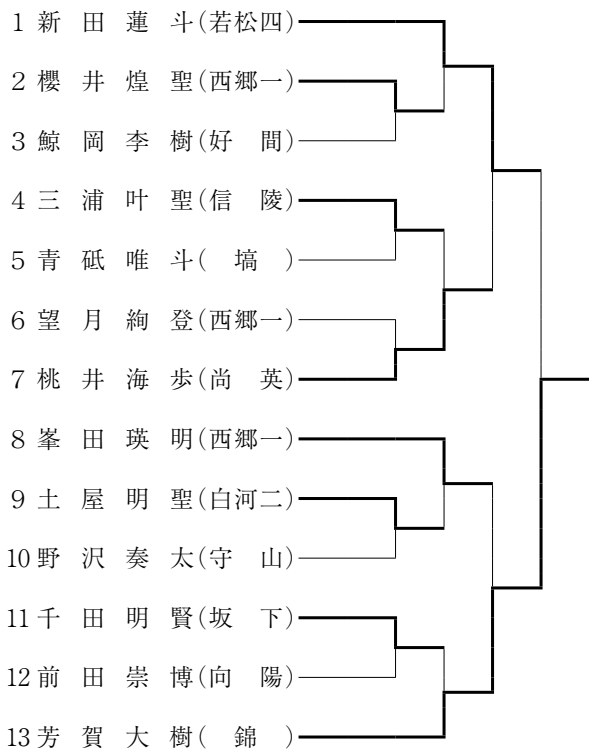 1 新田蓮斗(若松四)
2 櫻井煌聖(西郷一)
3 鯨岡李樹(好間)
4 三浦叶聖(信陵)
5 青砥唯斗(塙)
6 望月絢登(西郷一)
7 桃井海歩(尚英)
8 峯田瑛明(西郷一)
9 土屋明聖(白河二)
10 野沢奏太(守山)
11 千田明賢(坂下)
12 前田崇博(向陽)
13 芳賀大樹(錦)